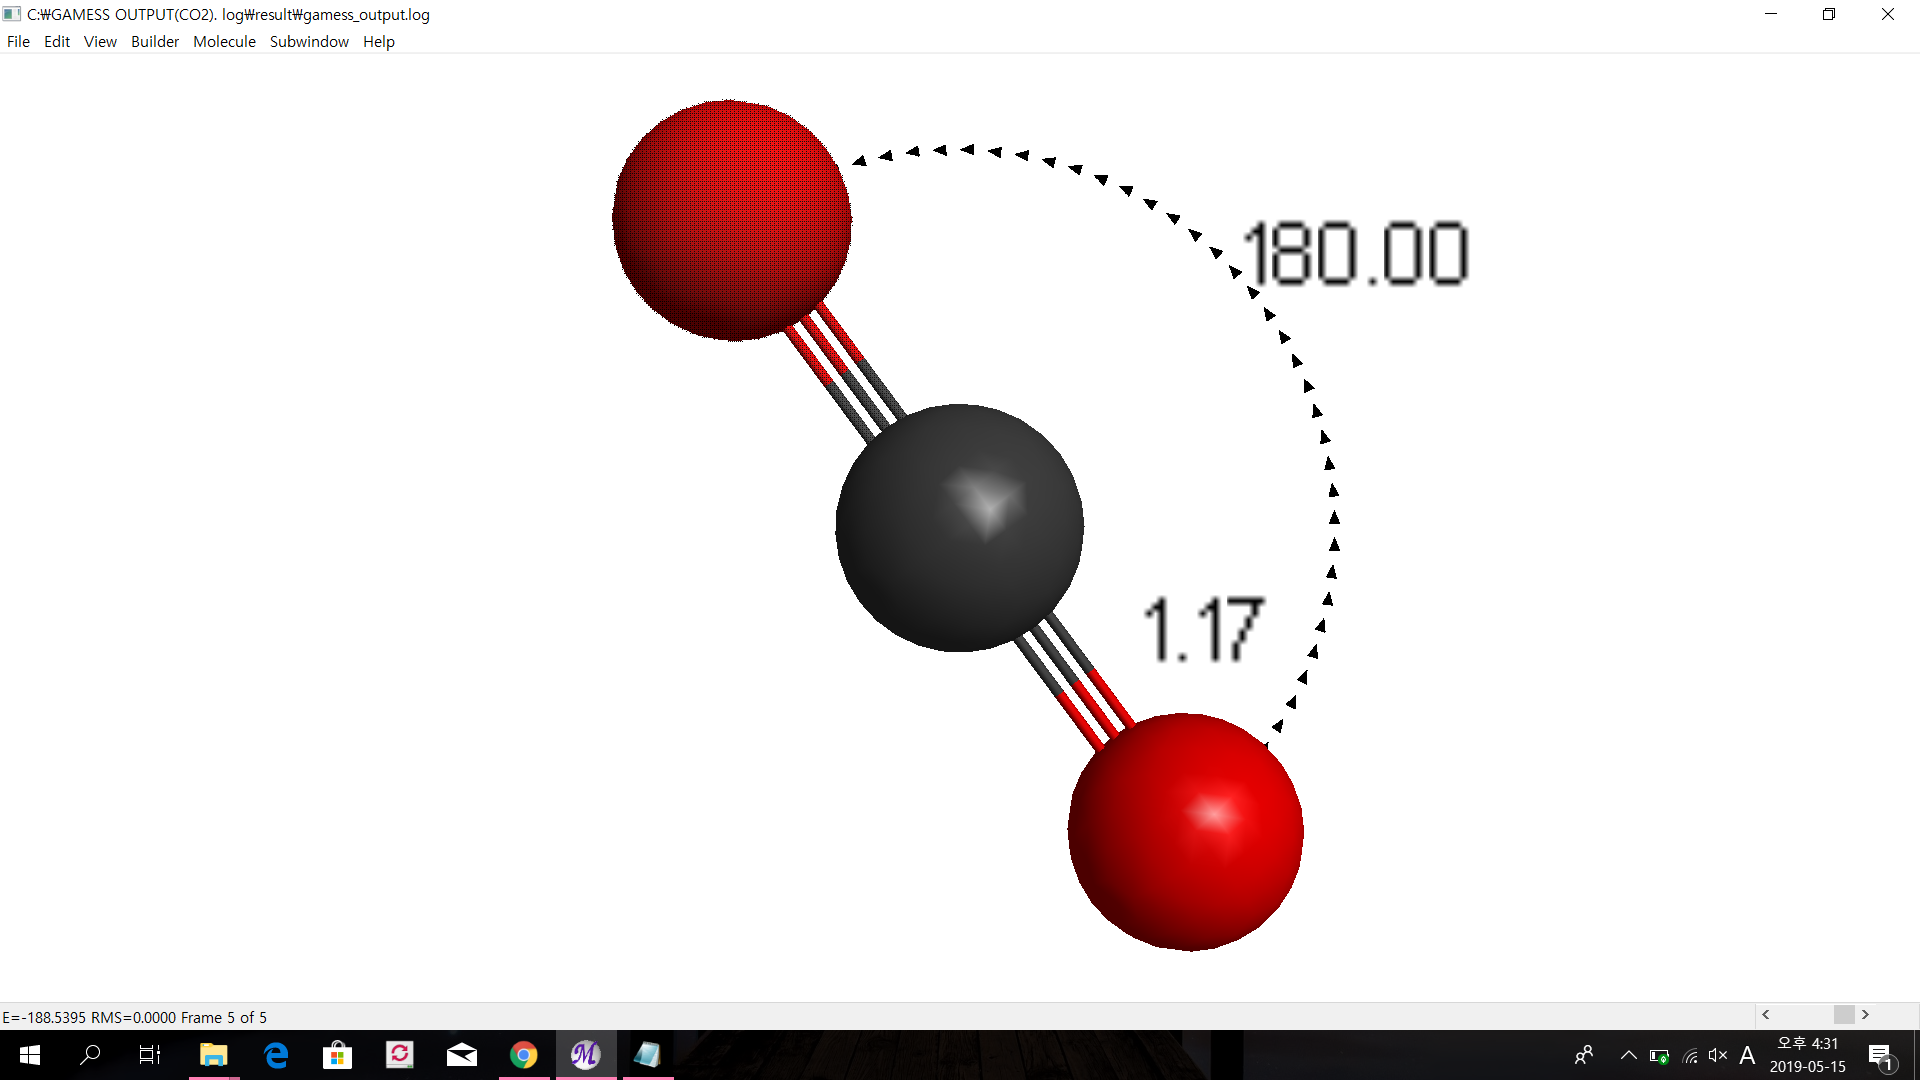 C:₩GAMESS OUTPUT(CO2). log₩result₩gamess_output.log
File Edit View Builder Molecule Subwindow Help
180.00
1.17
E=-188.5395 RMS=0.0000 Frame 5 of 5
A
오후 4:31
2019-05-15
1